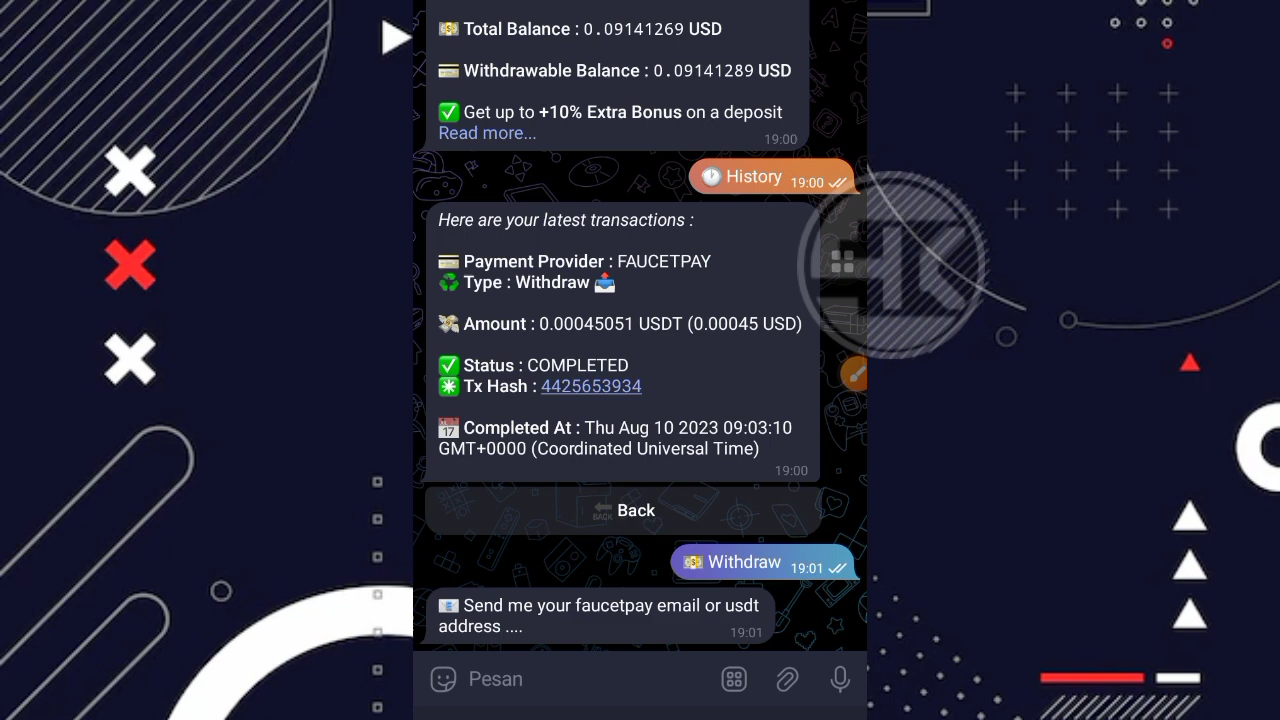 Total Balance : 0.09141269 USD
Withdrawable Balance : 0.09141289 USD
Get up to +10% Extra Bonus on a deposit
Read more...
19:00
History 19:00
Here are your latest transactions :
Payment Provider : FAUCETPAY
Type : Withdraw
Amount : 0.00045051 USDT (0.00045 USD)
Status : COMPLETED
Tx Hash : 4425653934
17 Completed At : Thu Aug 10 2023 09:03:10
GMT+0000 (Coordinated Universal Time)
19:00
BACK Back
Withdraw 19:01
Send me your faucetpay email or usdt
address ....
19:01
Pesan